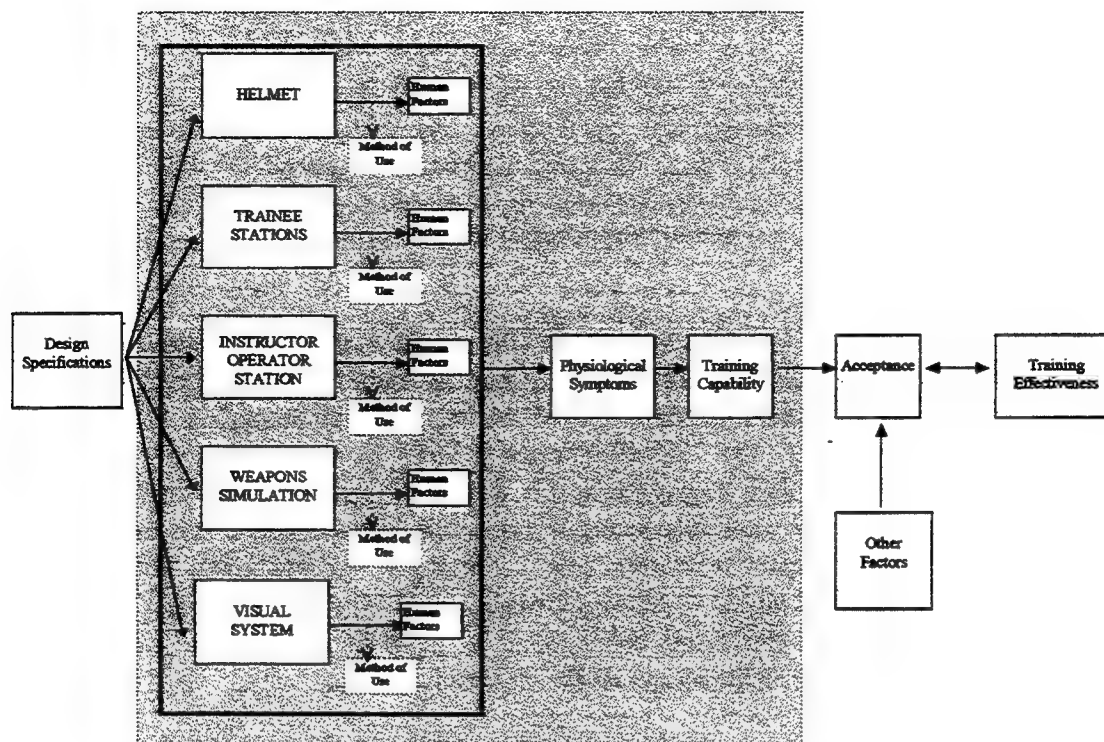 HELMET
Human
Factors
Method of
Use
TRAINEE
STATIONS
Human
Factors
Method of
Use
Design
Specifications
INSTRUCTOR
OPERATOR
STATION
Human
Factors
Method of
Use
Physiological
Symptoms
Training
Capability
Acceptance
Training
Effectiveness
WEAPONS
SIMULATION
Human
Factors
Method of
Use
Other
Factors
VISUAL
SYSTEM
Human
Factors
Method of
Use